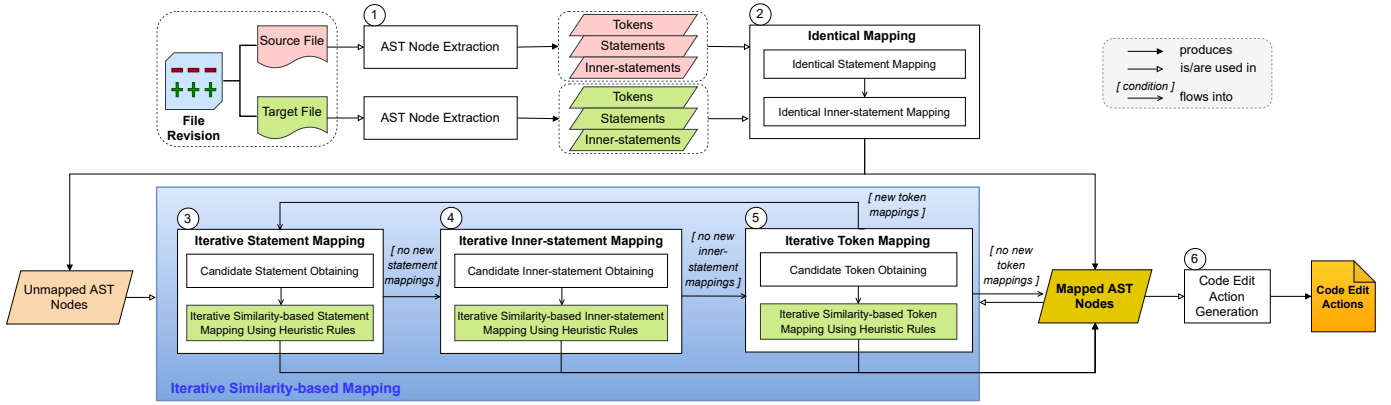 1
2
Source File
AST Node Extraction
Tokens
Statements
Inner-statements
Identical Mapping
Identical Statement Mapping
Identical Inner-statement Mapping
produces
is/are used in
[ condition ]
flows into
File
Revision
Target File
AST Node Extraction
Tokens
Statements
Inner-statements
[ new token
mappings ]
3
4
5
Iterative Statement Mapping
Candidate Statement Obtaining
Iterative Similarity-based Statement
Mapping Using Heuristic Rules
[ no new
statement
mappings ]
Iterative Inner-statement Mapping
Candidate Inner-statement Obtaining
Iterative Similarity-based Inner-statement
Mapping Using Heuristic Rules
[ no new
inner-
statement
mappings ]
Iterative Token Mapping
Candidate Token Obtaining
Iterative Similarity-based Token
Mapping Using Heuristic Rules
[ no new
token
mappings ]
Unmapped AST
Nodes
Mapped AST
Nodes
6
Code Edit
Action
Generation
Code Edit
Actions
Iterative Similarity-based Mapping